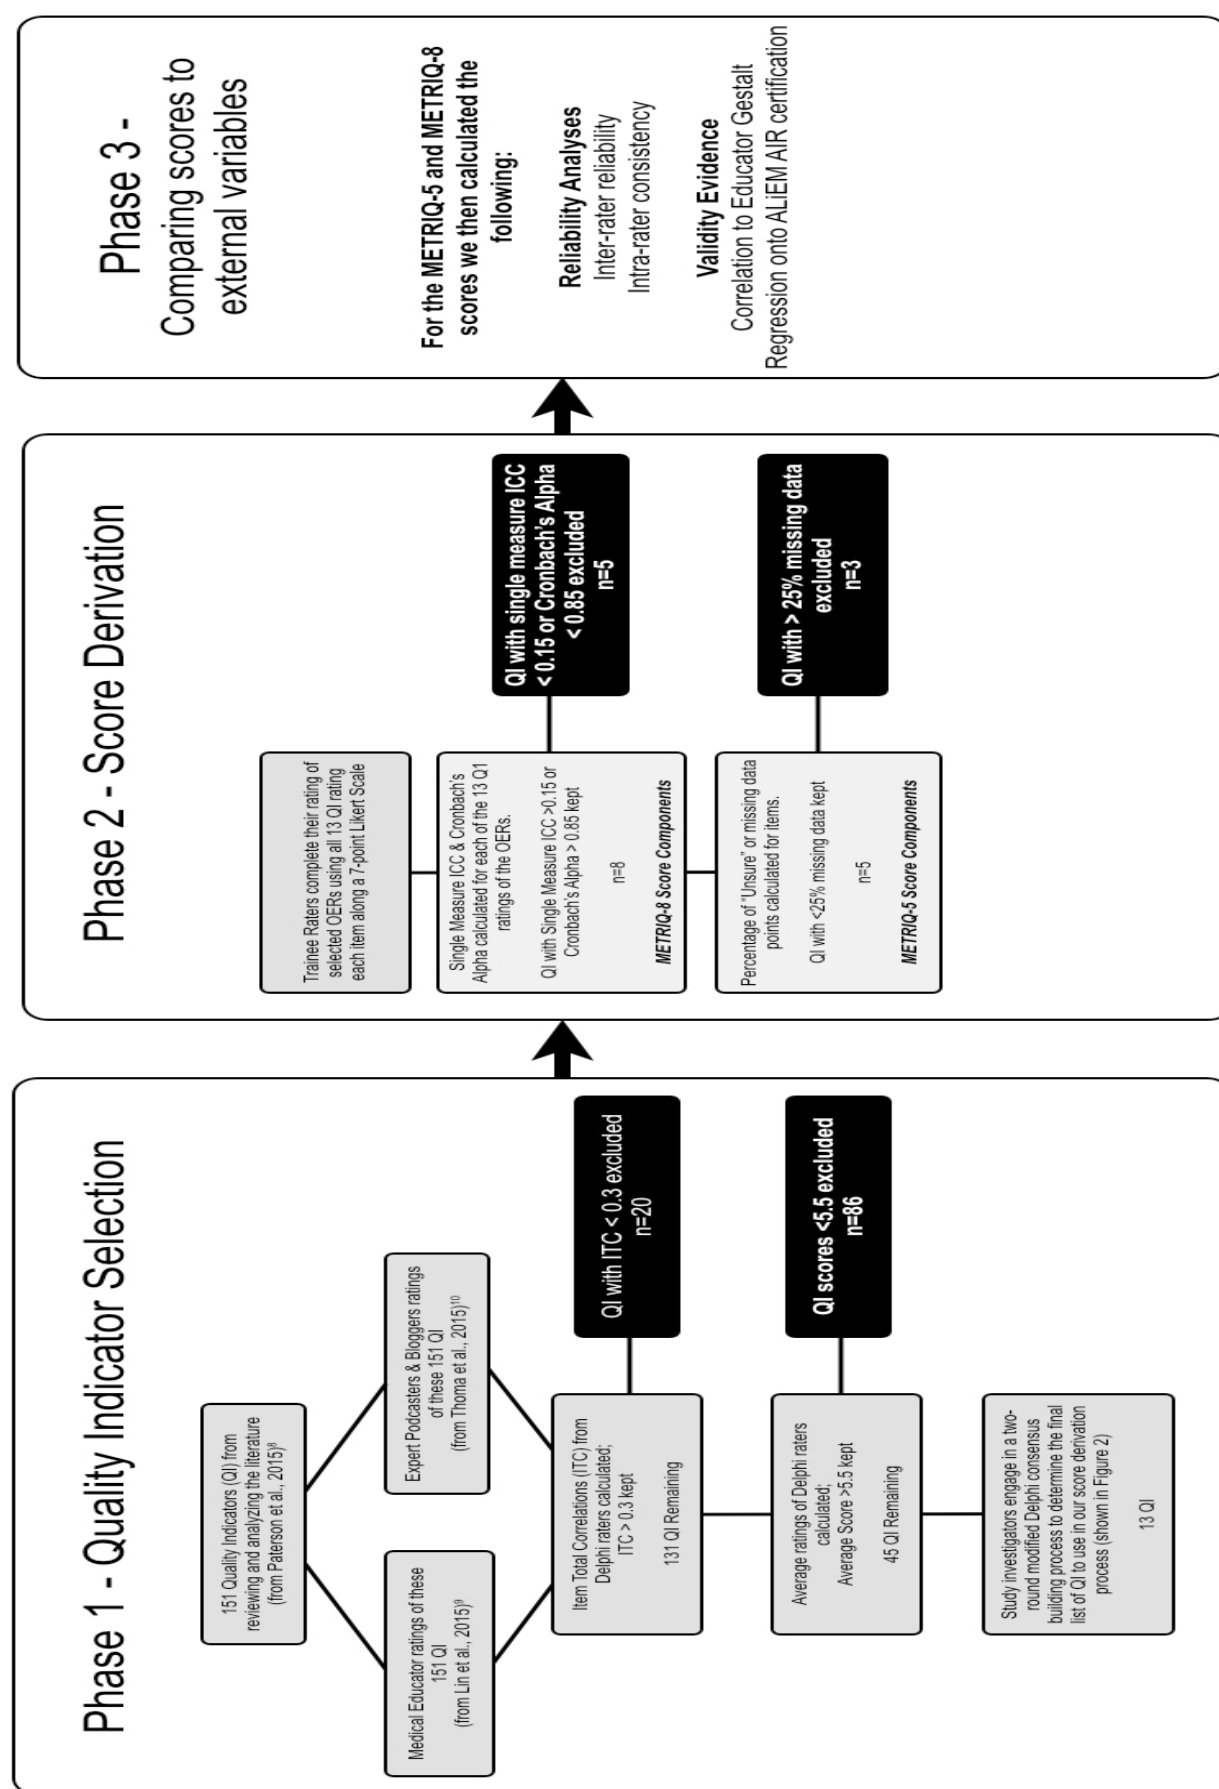 Phase 1 - Quality Indicator Selection
151 Quality Indicators (QI) from
reviewing and analyzing the literature
(from Paterson et al., 2015)⁸
Medical Educator ratings of these
151 QI
(from Lin et al., 2015)⁹
Expert Podcasters & Bloggers ratings
of these 151 QI
(from Thoma et al., 2015)¹⁰
Item Total Correlations (ITC) from
Delphi raters calculated;
ITC > 0.3 kept
131 QI Remaining
QI with ITC < 0.3 excluded
n=20
Average ratings of Delphi raters
calculated;
Average Score >5.5 kept
45 QI Remaining
QI scores <5.5 excluded
n=86
Study investigators engage in a two-
round modified Delphi consensus
building process to determine the final
list of QI to use in our score derivation
process (shown in Figure 2)
13 QI
Phase 2 - Score Derivation
Trainee Raters complete their rating of
selected OERs using all 13 QI rating
each item along a 7-point Likert Scale
Single Measure ICC & Cronbach's
Alpha calculated for each of the 13 Q1
ratings of the OERs.
QI with Single Measure ICC >0.15 or
Cronbach's Alpha > 0.85 kept
n=8
METRIQ-8 Score Components
QI with single measure ICC
< 0.15 or Cronbach's Alpha
< 0.85 excluded
n=5
Percentage of "Unsure" or missing data
points calculated for items.
QI with <25% missing data kept
n=5
METRIQ-5 Score Components
QI with > 25% missing data
excluded
n=3
Phase 3 -
Comparing scores to
external variables
For the METRIQ-5 and METRIQ-8
scores we then calculated the
following:
Reliability Analyses
Inter-rater reliability
Intra-rater consistency
Validity Evidence
Correlation to Educator Gestalt
Regression onto ALiEM AIR certification